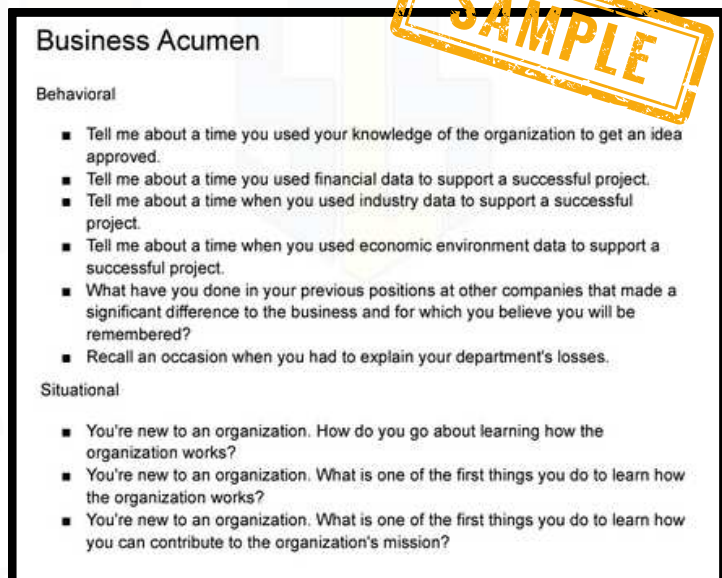 SAMPLE
Business Acumen
Behavioral
■ Tell me about a time you used your knowledge of the organization to get an idea
approved.
■ Tell me about a time you used financial data to support a successful project.
■ Tell me about a time when you used industry data to support a successful
project.
■ Tell me about a time when you used economic environment data to support a
successful project.
■ What have you done in your previous positions at other companies that made a
significant difference to the business and for which you believe you will be
remembered?
■ Recall an occasion when you had to explain your department's losses.
Situational
■ You're new to an organization. How do you go about learning how the
organization works?
■ You're new to an organization. What is one of the first things you do to learn how
the organization works?
■ You're new to an organization. What is one of the first things you do to learn how
you can contribute to the organization's mission?